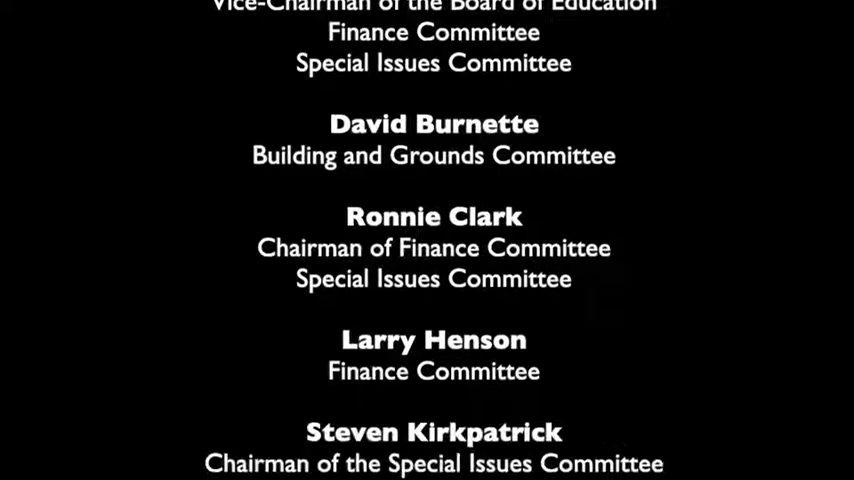 Vice-Chairman of the Board of Education
Finance Committee
Special Issues Committee
David Burnette
Building and Grounds Committee
Ronnie Clark
Chairman of Finance Committee
Special Issues Committee
Larry Henson
Finance Committee
Steven Kirkpatrick
Chairman of the Special Issues Committee